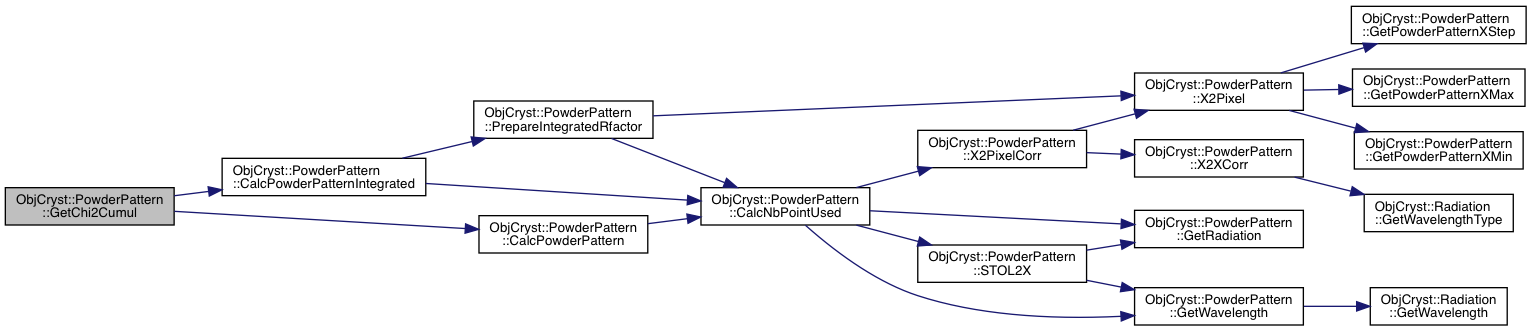 ObjCryst::PowderPattern
::GetChi2Cumul
ObjCryst::PowderPattern
::CalcPowderPatternIntegrated
ObjCryst::PowderPattern
::PrepareIntegratedRfactor
ObjCryst::PowderPattern
::CalcPowderPattern
ObjCryst::PowderPattern
::CalcNbPointUsed
ObjCryst::PowderPattern
::X2PixelCorr
ObjCryst::PowderPattern
::STOL2X
ObjCryst::PowderPattern
::X2Pixel
ObjCryst::PowderPattern
::X2XCorr
ObjCryst::PowderPattern
::GetRadiation
ObjCryst::PowderPattern
::GetWavelength
ObjCryst::PowderPattern
::GetPowderPatternXStep
ObjCryst::PowderPattern
::GetPowderPatternXMax
ObjCryst::PowderPattern
::GetPowderPatternXMin
ObjCryst::Radiation
::GetWavelengthType
ObjCryst::Radiation
::GetWavelength